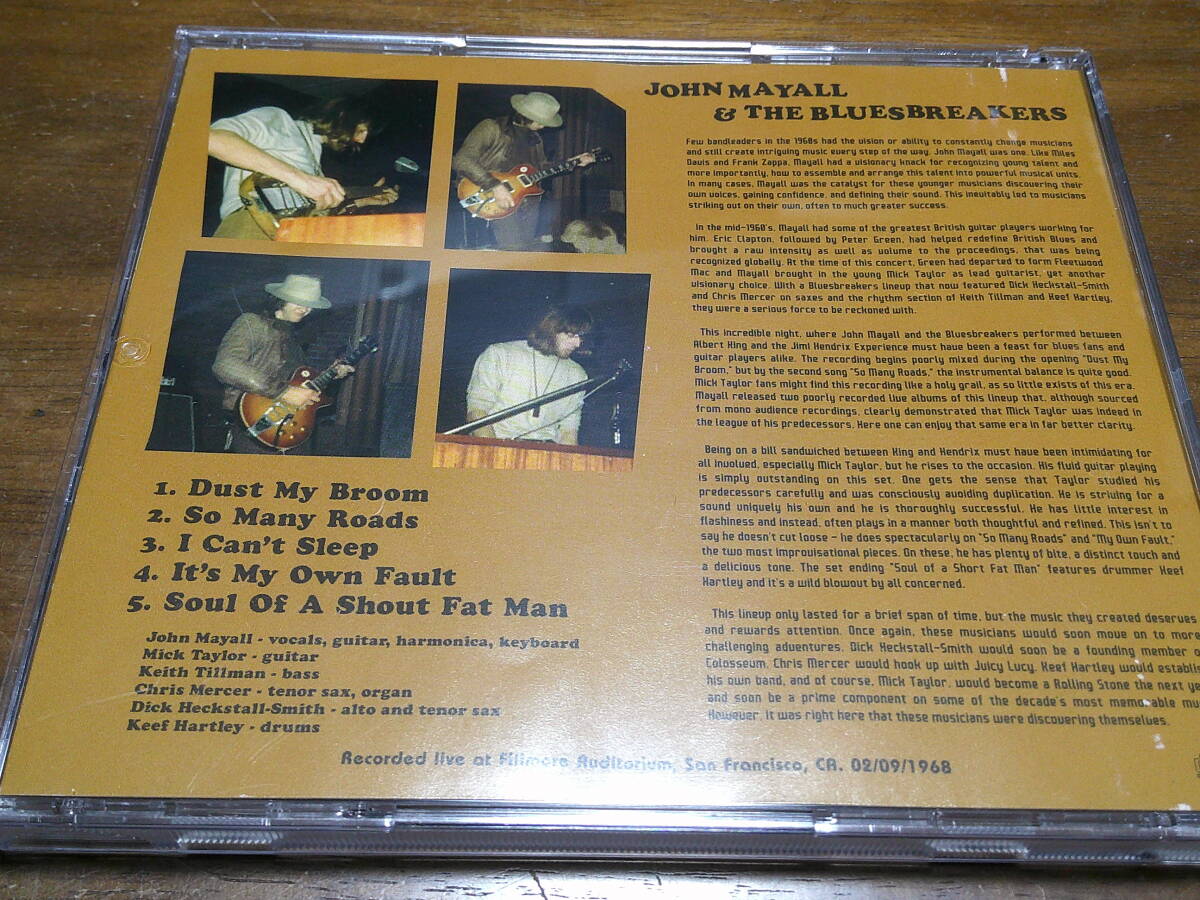 JOHN MAYALL
& THE BLUESBREAKERS
Few bandleaders in the 1960s had the vision or ability to constantly change musicians
and still create intriguing music every step of the way. John Mayall was one. Like Miles
Davis and Frank Zappa, Mayall had a visionary knack for recognizing young talent and
more importantly, how to assemble and arrange this talent into powerful musical units.
In many cases, Mayall was the catalyst for these younger musicians discovering their
own voices, gaining confidence, and defining their sound. This inevitably led to musicians
striking out on their own, often to much greater success.
In the mid-1960's, Mayall had some of the greatest British guitar players working for
him. Eric Clapton, followed by Peter Green, had helped redefine British Blues and
brought a raw intensity as well as volume to the proceedings, that was being
recognized globally. At the time of this concert, Green had departed to form Fleetwood
Mac and Mayall brought in the young Mick Taylor as lead guitarist, yet another
visionary choice. With a Bluesbreakers lineup that now featured Dick Heckstall-Smith
and Chris Mercer on saxes and the rhythm section of Keith Tillman and Keef Hartley,
they were a serious force to be reckoned with.
This incredible night, where John Mayall and the Bluesbreakers performed between
Albert King and the Jimi Hendrix Experience must have been a feast for blues fans and
guitar players alike. The recording begins poorly mixed during the opening "Dust My
Broom," but by the second song "So Many Roads," the instrumental balance is quite good.
Mick Taylor fans might find this recording like a holy grail, as so little exists of this era.
Mayall released two poorly recorded live albums of this lineup that, although sourced
from mono audience recordings, clearly demonstrated that Mick Taylor was indeed in
the league of his predecessors. Here one can enjoy that same era in far better clarity.
Being on a bill sandwiched between King and Hendrix must have been intimidating for
all involved, especially Mick Taylor, but he rises to the occasion. His fluid guitar playing
is simply outstanding on this set. One gets the sense that Taylor studied his
predecessors carefully and was consciously avoiding duplication. He is striving for a
sound uniquely his own and he is thoroughly successful. He has little interest in
flashiness and instead, often plays in a manner both thoughtful and refined. This isn't to
say he doesn't cut loose - he does spectacularly on "So Many Roads" and "My Own Fault,"
the two most improvisational pieces. On these, he has plenty of bite, a distinct touch and
a delicious tone. The set ending "Soul of a Short Fat Man" features drummer Keef
Hartley and it's a wild blowout by all concerned.
This lineup only lasted for a brief span of time, but the music they created deserves
and rewards attention. Once again, these musicians would soon move on to more
challenging adventures. Dick Heckstall-Smith would soon be a founding member o
Colosseum, Chris Mercer would hook up with Juicy Lucy, Keef Hartley would establis
his own band, and of course, Mick Taylor, would become a Rolling Stone the next ye
and soon be a prime component on some of the decade's most memorable mu
However, it was right here that these musicians were discovering themselves.
1. Dust My Broom
2. So Many Roads
3. I Can't Sleep
4. It's My Own Fault
5. Soul Of A Shout Fat Man
John Mayall - vocals, guitar, harmonica, keyboard
Mick Taylor - guitar
Keith Tillman - bass
Chris Mercer - tenor sax, organ
Dick Heckstall-Smith - alto and tenor sax
Keef Hartley - drums
Recorded live at Fillmore Auditorium, San Francisco, CA. 02/09/1968